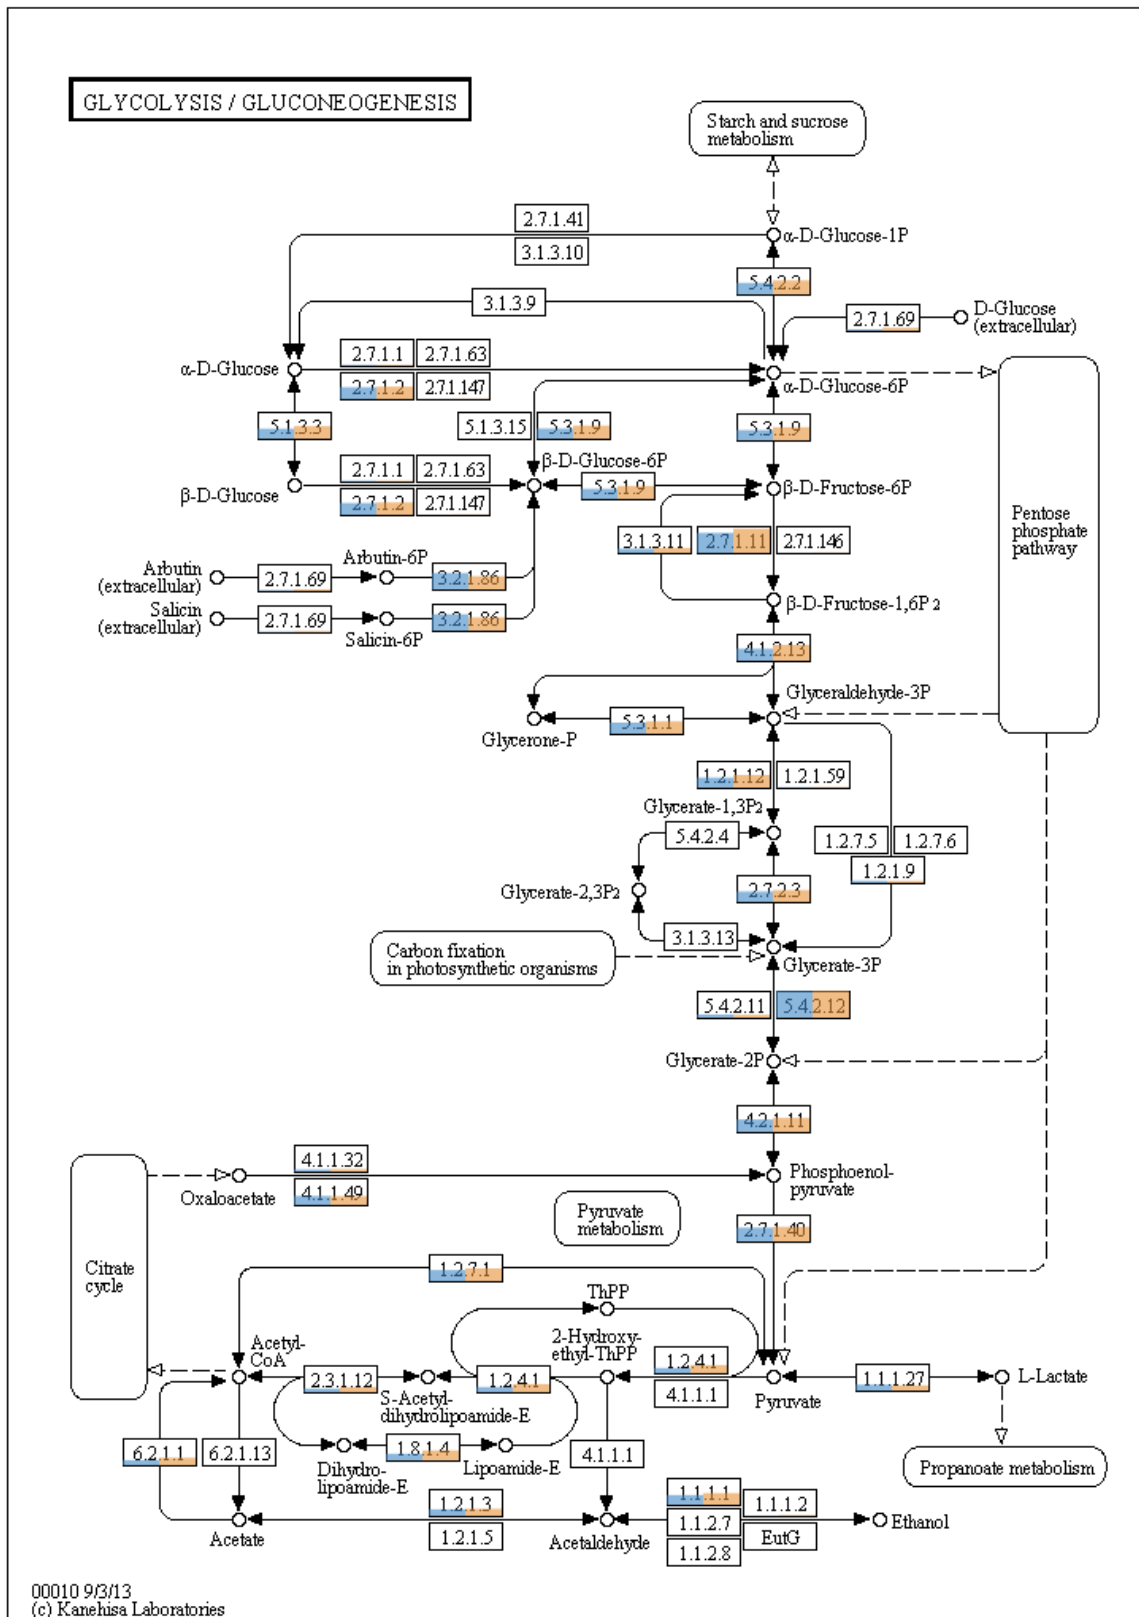 GLYCOLYSIS / GLUCONEOGENESIS
Starch and sucrose
metabolism
2.7.1.41
α-D-Glucose-1P
3.1.3.10
5.4.2.2
3.1.3.9
2.7.1.69
D-Glucose
(extracellular)
2.7.1.1
2.7.1.63
α-D-Glucose
α-D-Glucose-6P
2.7.1.2
2.7.1.147
5.1.3.3
5.1.3.15
5.3.1.9
5.3.1.9
β-D-Glucose-6P
2.7.1.1
2.7.1.63
β-D-Glucose
5.3.1.9
β-D-Fructose-6P
2.7.1.2
2.7.1.147
Pentose
phosphate
pathway
3.1.3.11
2.7.1.11
2.7.1.146
Arbutin-6P
Arbutin
(extracellular)
2.7.1.69
3.2.1.86
β-D-Fructose-1,6P2
Salicin
(extracellular)
2.7.1.69
3.2.1.86
Salicin-6P
4.1.2.13
Glyceraldehyde-3P
5.3.1.1
Glycerone-P
1.2.1.12
1.2.1.59
Glycerate-1,3P2
5.4.2.4
1.2.7.5
1.2.7.6
1.2.1.9
Glycerate-2,3P2
2.7.2.3
3.1.3.13
Carbon fixation
in photosynthetic organisms
Glycerate-3P
5.4.2.11
5.4.2.12
Glycerate-2P
4.2.1.11
4.1.1.32
Oxaloacetate
4.1.1.49
Phosphoenol-
pyruvate
Pyruvate
metabolism
2.7.1.40
Citrate
cycle
1.2.7.1
ThPP
Acetyl-
CoA
2-Hydroxy-
ethyl-ThPP
1.2.4.1
2.3.1.12
1.2.4.1
4.1.1.1
Pyruvate
1.1.1.27
L-Lactate
S-Acetyl-
dihydrolipoamide-E
6.2.1.1
6.2.1.13
1.8.1.4
Lipoamide-E
4.1.1.1
Dihydro-
lipoamide-E
Propanoate metabolism
1.2.1.3
1.1.1.1
1.1.1.2
Acetate
1.2.1.5
Acetaldehyde
1.1.2.7
EutG
Ethanol
1.1.2.8
00010 9/3/13
(c) Kanehisa Laboratories